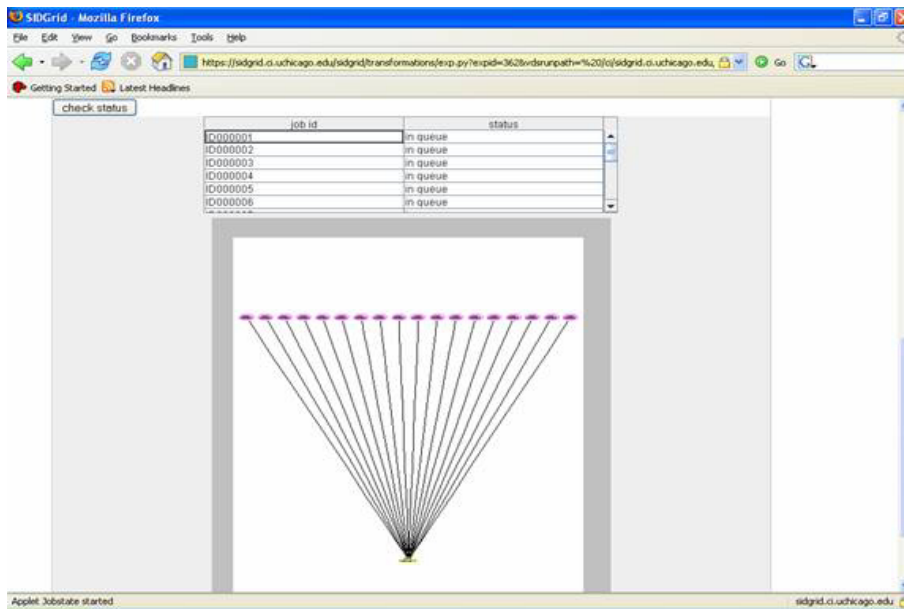 SIDGrid - Mozilla Firefox
File Edit View Go Bookmarks Tools Help
https://sidgrid.ci.uchicago.edu/sidgrid/transformations/exp.py?expid=362&vdsrunpath=%20/ci/sidgrid.ci.uchicago.edu, Go
Getting Started Latest Headlines
check status
job id status
ID000001 in queue
ID000002 in queue
ID000003 in queue
ID000004 in queue
ID000005 in queue
ID000006 in queue
Applet Jobstate started sidgrid.ci.uchicago.edu